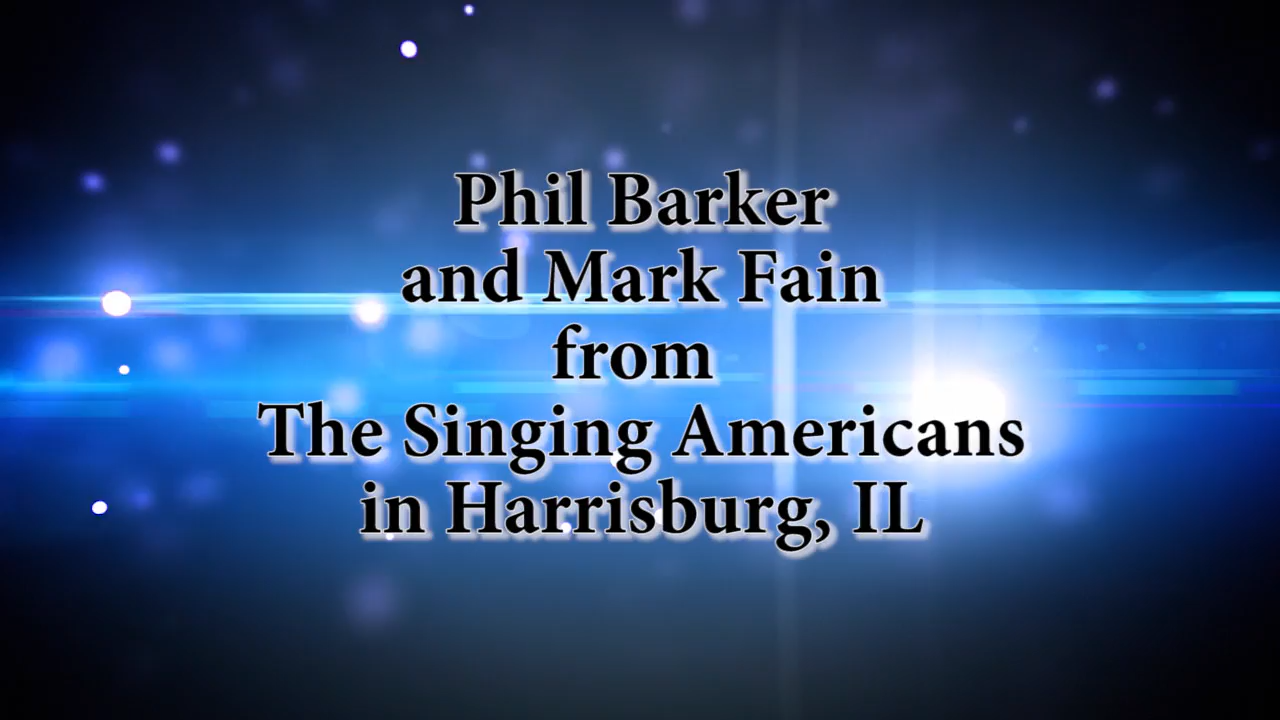 Phil Barker
and Mark Fain
from
The Singing Americans
in Harrisburg, IL